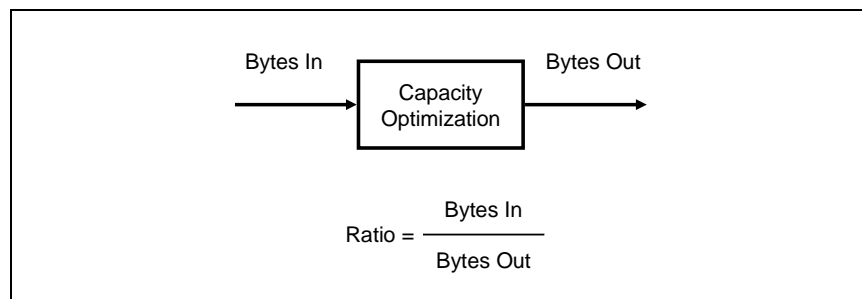 Bytes In
Bytes Out
Capacity
Optimization
Ratio =
Bytes In
Bytes Out